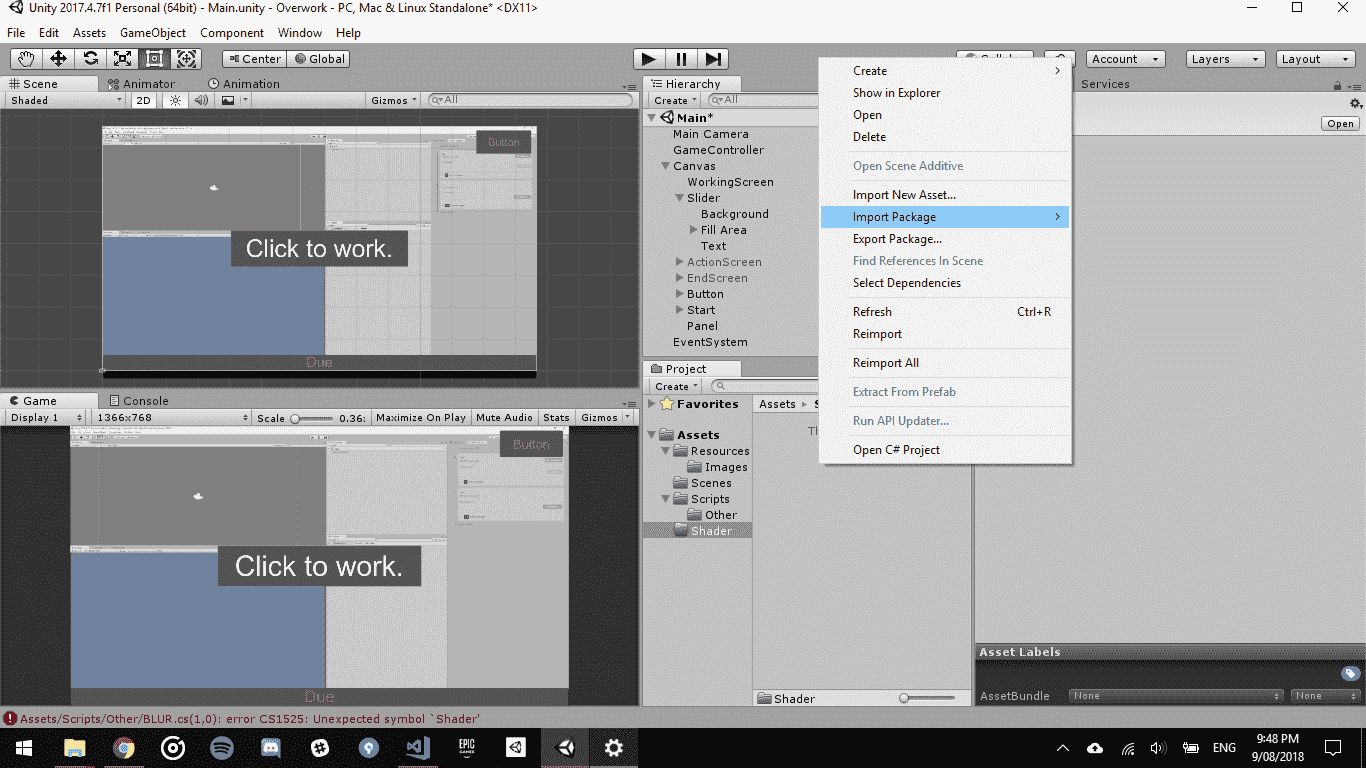 Unity 2017.4.7f1 Personal (64bit) - Main.unity - Overwork - PC, Mac & Linux Standalone* <DX11>
File Edit Assets GameObject Component Window Help
Center Global Account Layers Layout
Scene Animator Animation
Shaded 2D Gizmos All
Button
Click to work.
Due
Game Console
Display 1 1366x768 Scale 0.36: Maximize On Play Mute Audio Stats Gizmos
Button
Click to work.
Due
Hierarchy
Create All
Main*
Main Camera
GameController
Canvas
WorkingScreen
Slider
Background
Fill Area
Text
ActionScreen
EndScreen
Button
Start
Panel
EventSystem
Project
Create
Favorites
Assets
Resources
Images
Scenes
Scripts
Other
Shader
Assets
Shader
Create
Show in Explorer
Open
Delete
Open Scene Additive
Import New Asset...
Import Package
Export Package...
Find References In Scene
Select Dependencies
Refresh Ctrl+R
Reimport
Reimport All
Extract From Prefab
Run API Updater...
Open C# Project
Services
Open
Asset Labels
AssetBundle None None
Assets/Scripts/Other/BLUR.cs(1,0): error CS1525: Unexpected symbol `Shader'
EPIC GAMES
ENG
9:48 PM
9/08/2018